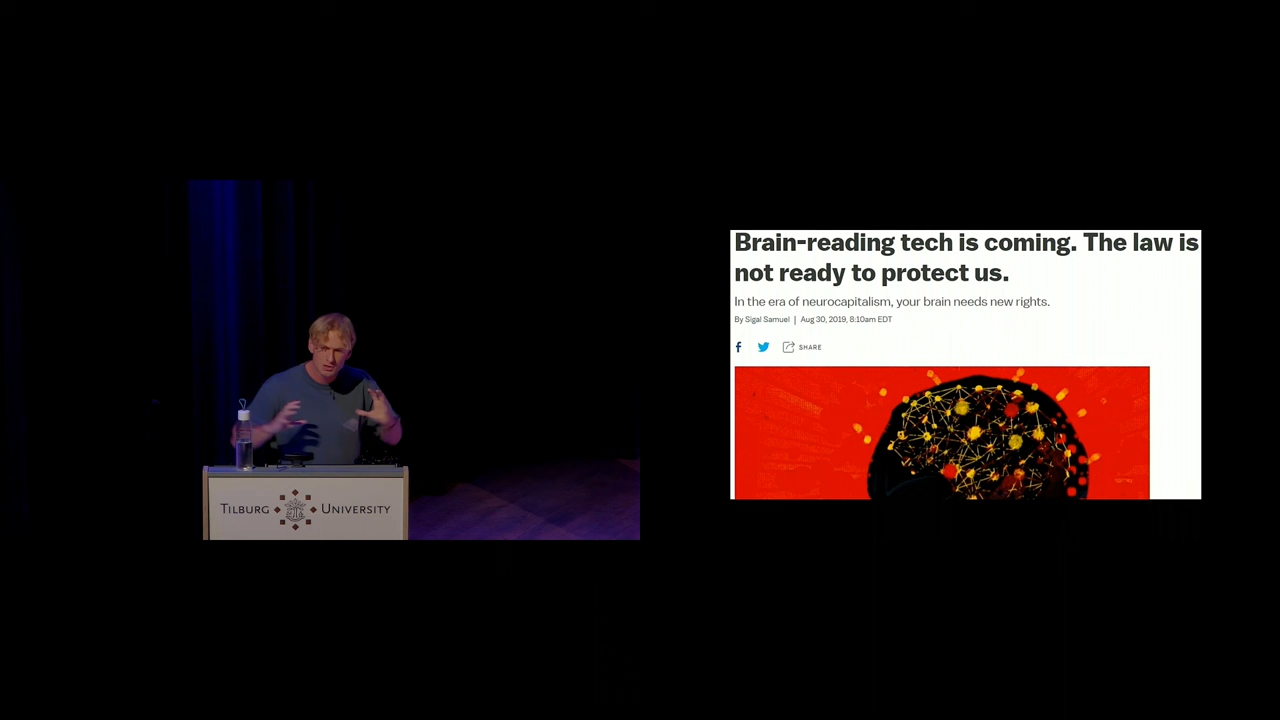 Brain-reading tech is coming. The law is
not ready to protect us.
In the era of neurocapitalism, your brain needs new rights.
By Sigal Samuel | Aug 30, 2019, 8:10am EDT
SHARE
TILBURG UNIVERSITY